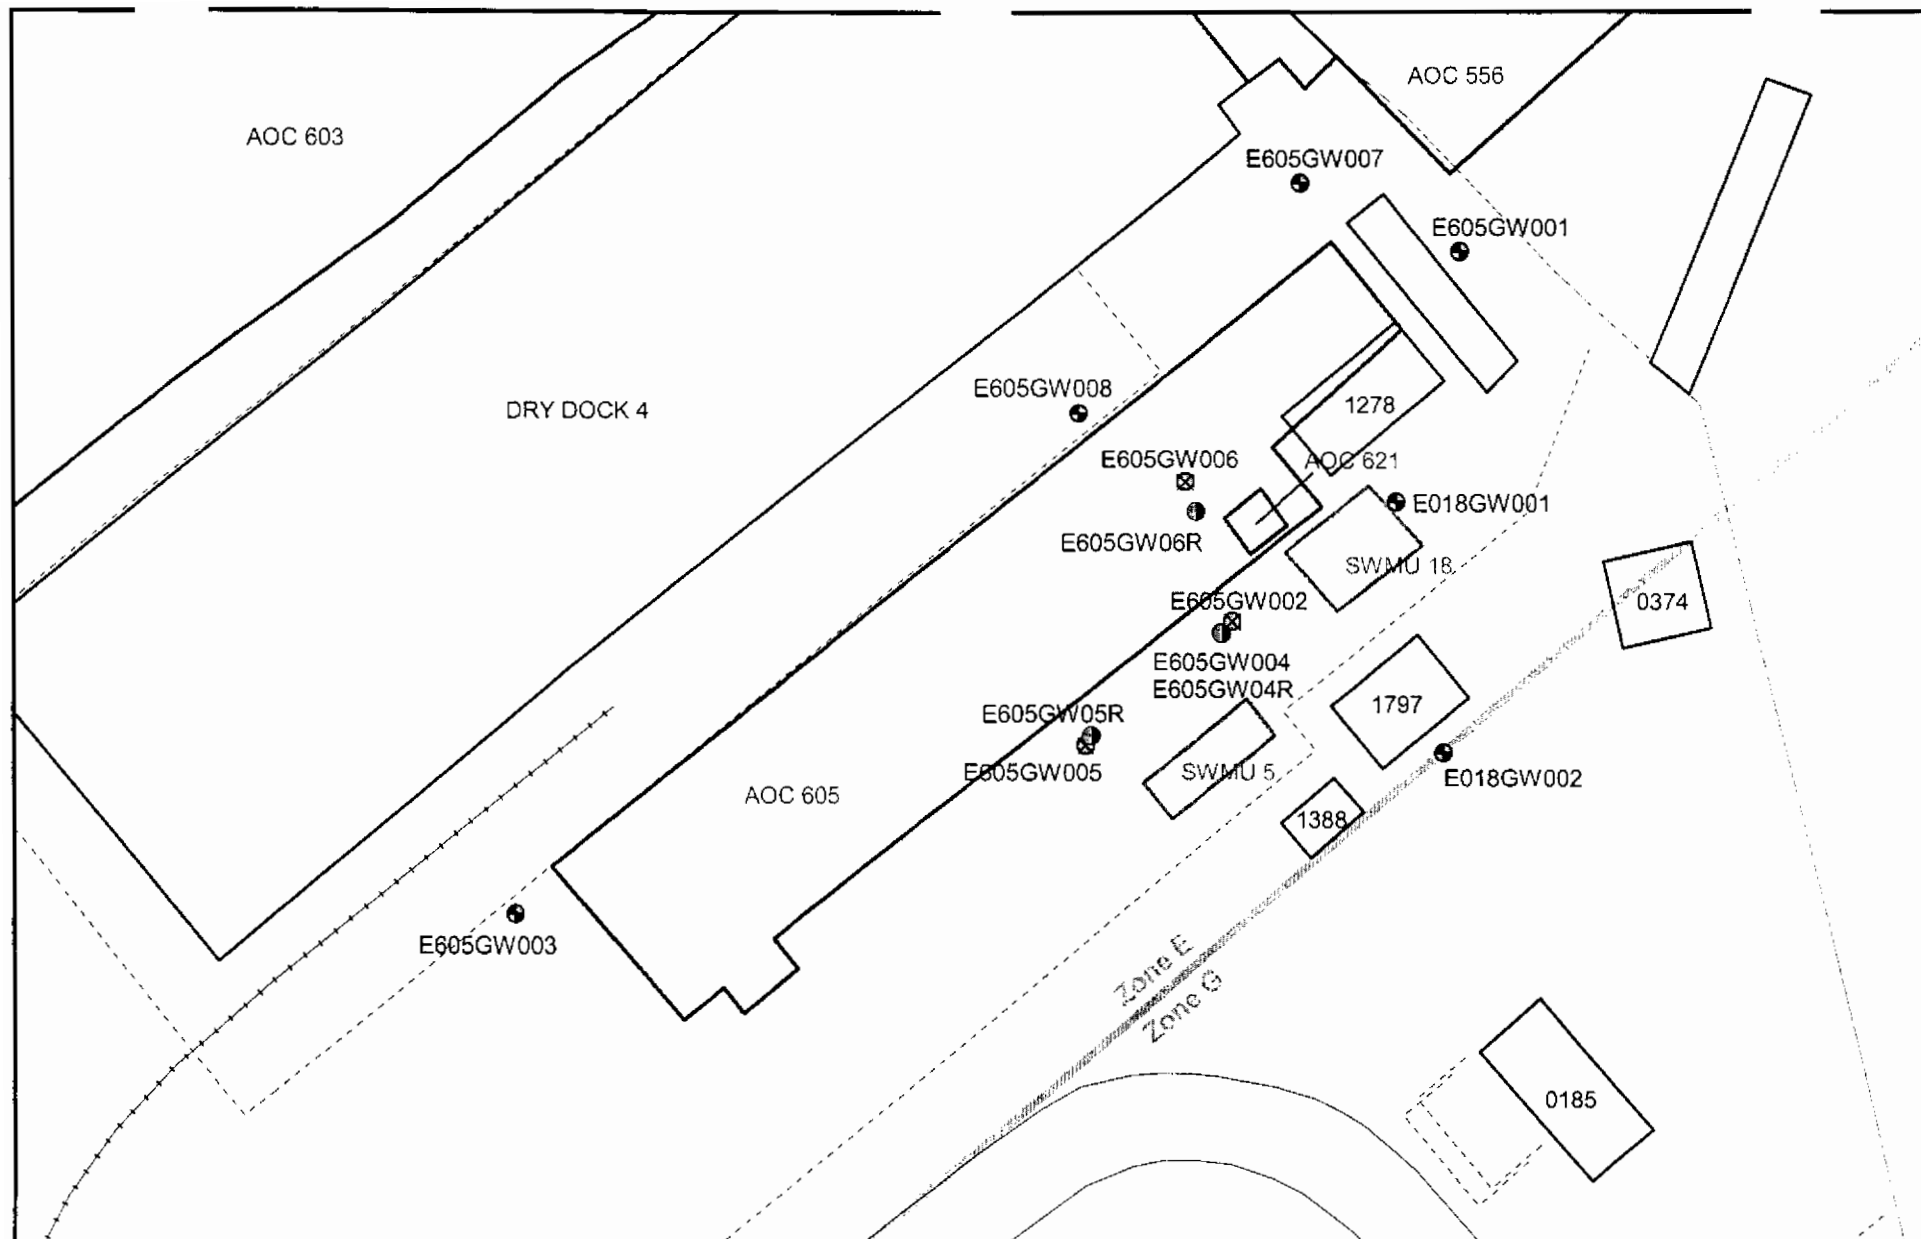 AOC 556
AOC 603
E605GW007
E605GW001
E605GW008
DRY DOCK 4
1278
E605GW006
AOC 621
E018GW001
E605GW06R
SWMU 18
E605GW002
0374
E605GW004
E605GW04R
1797
E605GW05R
E605GW005
SWMU 5
E018GW002
AOC 605
1388
E605GW003
Zone E
Zone G
0185